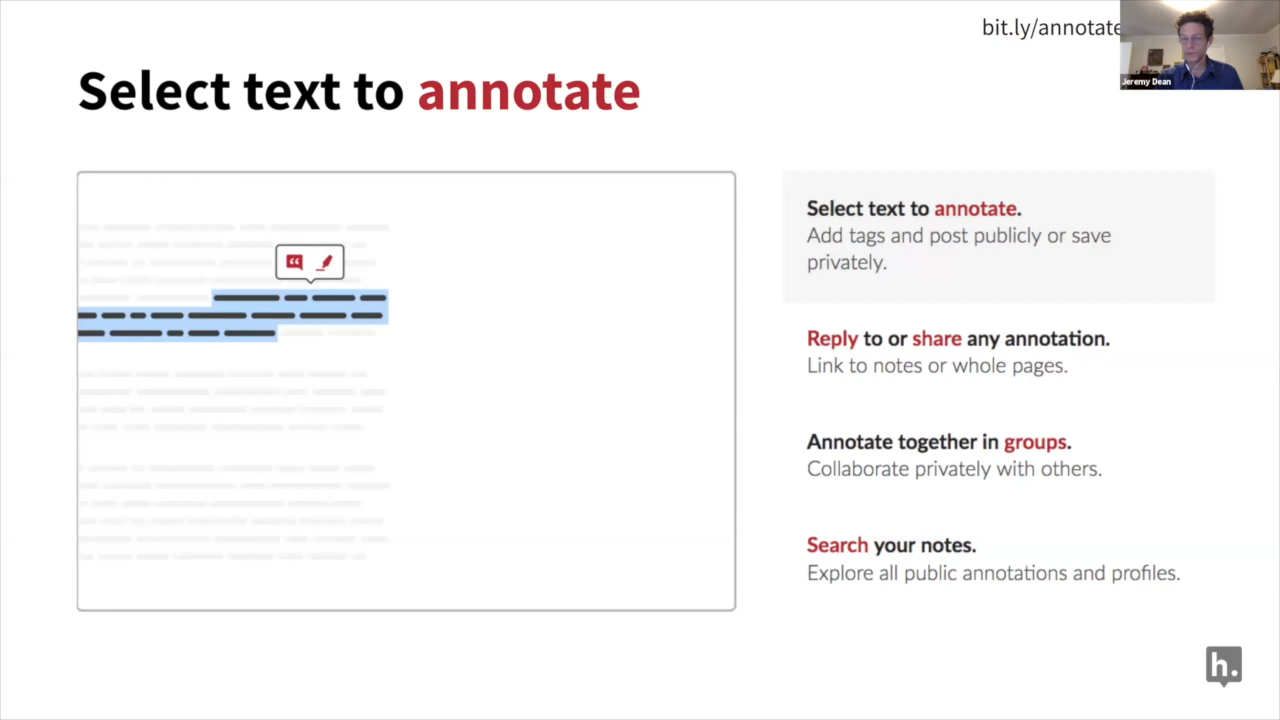 bit.ly/annotate
Jeremy Dean
Select text to annotate
Select text to annotate.
Add tags and post publicly or save
privately.
Reply to or share any annotation.
Link to notes or whole pages.
Annotate together in groups.
Collaborate privately with others.
Search your notes.
Explore all public annotations and profiles.
h.